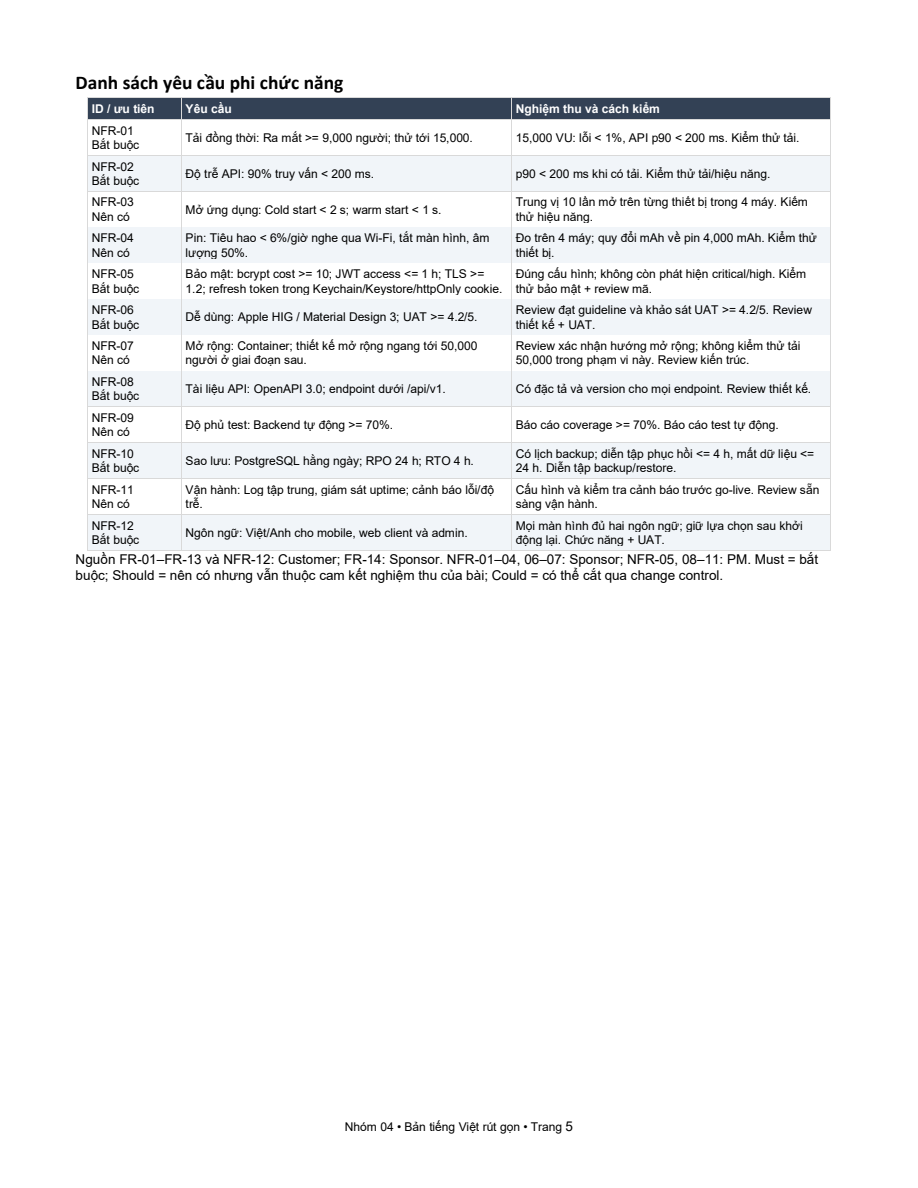 Danh sách yêu cầu phi chức năng
ID / ưu tiên Yêu cầu Nghiệm thu và cách kiểm
NFR-01
Bắt buộc
Tải đồng thời: Ra mắt >= 9,000 người; thử tới 15,000.
15,000 VU: lỗi < 1%, API p90 < 200 ms. Kiểm thử tải.
NFR-02
Bắt buộc
Độ trễ API: 90% truy vấn < 200 ms.
p90 < 200 ms khi có tải. Kiểm thử tải/hiệu năng.
NFR-03
Nên có
Mở ứng dụng: Cold start < 2 s; warm start < 1 s.
Trung vị 10 lần mở trên từng thiết bị trong 4 máy. Kiểm
thử hiệu năng.
NFR-04
Nên có
Pin: Tiêu hao < 6%/giờ nghe qua Wi-Fi, tắt màn hình, âm
lượng 50%.
Đo trên 4 máy; quy đổi mAh về pin 4,000 mAh. Kiểm thử
thiết bị.
NFR-05
Bắt buộc
Bảo mật: bcrypt cost >= 10; JWT access <= 1 h; TLS >=
1.2; refresh token trong Keychain/Keystore/httpOnly cookie.
Đúng cấu hình; không còn phát hiện critical/high. Kiểm
thử bảo mật + review mã.
NFR-06
Bắt buộc
Dễ dùng: Apple HIG / Material Design 3; UAT >= 4.2/5.
Review đạt guideline và khảo sát UAT >= 4.2/5. Review
thiết kế + UAT.
NFR-07
Nên có
Mở rộng: Container; thiết kế mở rộng ngang tới 50,000
người ở giai đoạn sau.
Review xác nhận hướng mở rộng; không kiểm thử tải
50,000 trong phạm vi này. Review kiến trúc.
NFR-08
Bắt buộc
Tài liệu API: OpenAPI 3.0; endpoint dưới /api/v1.
Có đặc tả và version cho mọi endpoint. Review thiết kế.
NFR-09
Nên có
Độ phủ test: Backend tự động >= 70%.
Báo cáo coverage >= 70%. Báo cáo test tự động.
NFR-10
Bắt buộc
Sao lưu: PostgreSQL hằng ngày; RPO 24 h; RTO 4 h.
Có lịch backup; diễn tập phục hồi <= 4 h, mất dữ liệu <=
24 h. Diễn tập backup/restore.
NFR-11
Nên có
Vận hành: Log tập trung, giám sát uptime; cảnh báo lỗi/độ
trễ.
Cấu hình và kiểm tra cảnh báo trước go-live. Review sẵn
sàng vận hành.
NFR-12
Bắt buộc
Ngôn ngữ: Việt/Anh cho mobile, web client và admin.
Mọi màn hình đủ hai ngôn ngữ; giữ lựa chọn sau khởi
động lại. Chức năng + UAT.
Nguồn FR-01–FR-13 và NFR-12: Customer; FR-14: Sponsor. NFR-01–04, 06–07: Sponsor; NFR-05, 08–11: PM. Must = bắt
buộc; Should = nên có nhưng vẫn thuộc cam kết nghiệm thu của bài; Could = có thể cắt qua change control.
Nhóm 04 • Bản tiếng Việt rút gọn • Trang 5